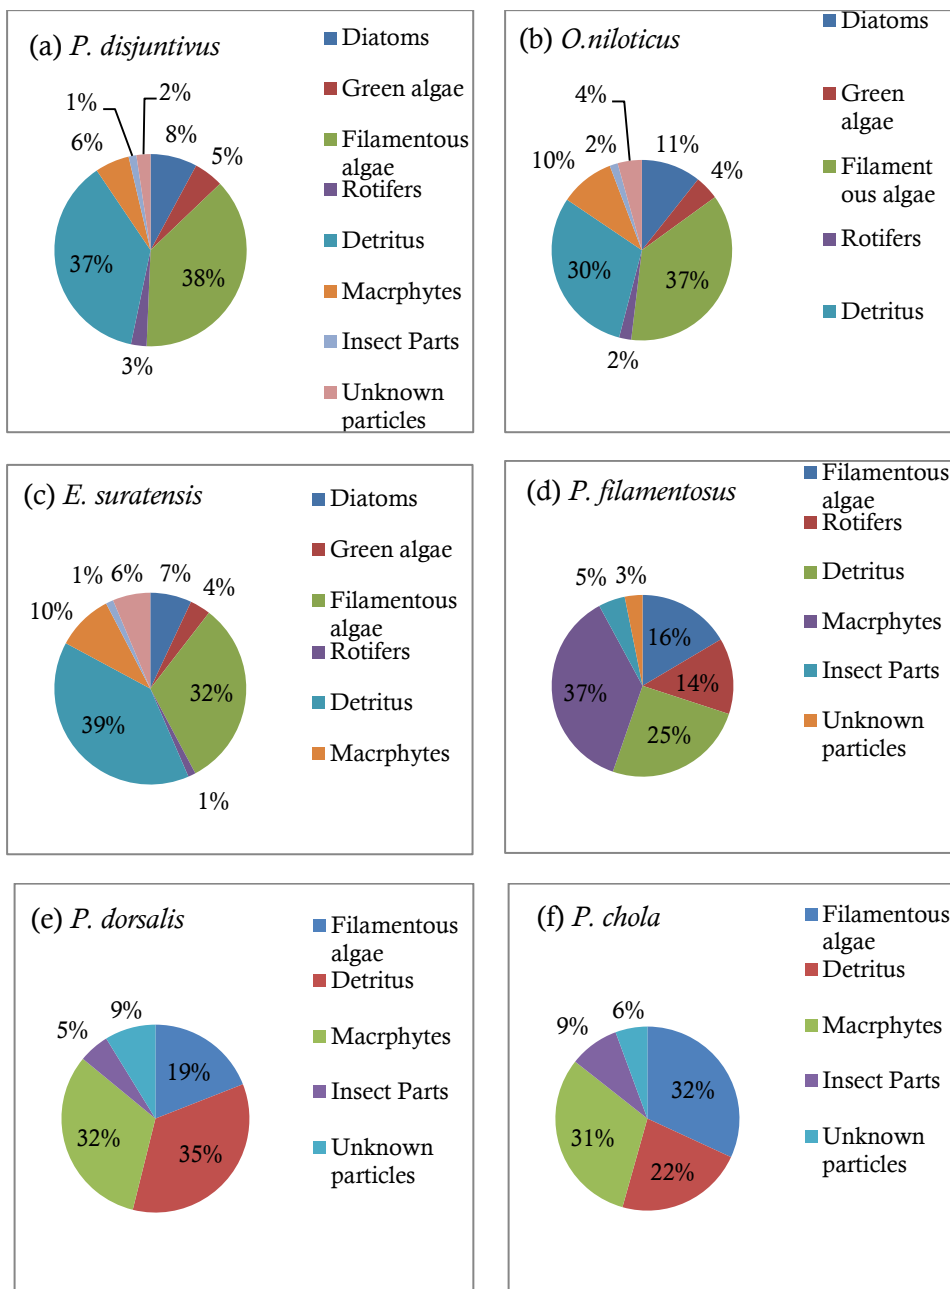 (a) P. disjuntivus
Diatoms
Green algae
Filamentous
algae
Rotifers
Detritus
Macrphytes
Insect Parts
Unknown
particles
1%
2%
6%
8%
5%
37%
38%
3%
(b) O.niloticus
Diatoms
Green
algae
Filament
ous algae
Rotifers
Detritus
4%
10%
2%
11%
4%
30%
37%
2%
(c) E. suratensis
Diatoms
Green algae
Filamentous
algae
Rotifers
Detritus
Macrphytes
1%
6%
7%
4%
10%
32%
39%
1%
(d) P. filamentosus
Filamentous
algae
Rotifers
Detritus
Macrphytes
Insect Parts
Unknown
particles
5%
3%
16%
14%
37%
25%
(e) P. dorsalis
Filamentous
algae
Detritus
Macrphytes
Insect Parts
Unknown
particles
9%
5%
19%
32%
35%
(f) P. chola
Filamentous
algae
Detritus
Macrphytes
Insect Parts
Unknown
particles
6%
9%
32%
31%
22%